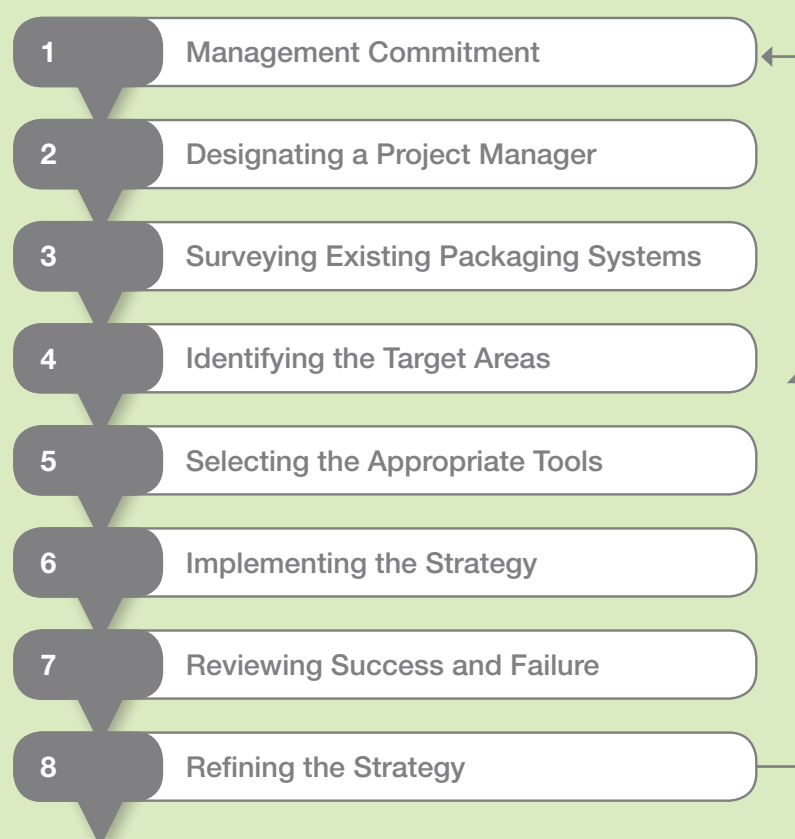 1 Management Commitment
2 Designating a Project Manager
3 Surveying Existing Packaging Systems
4 Identifying the Target Areas
5 Selecting the Appropriate Tools
6 Implementing the Strategy
7 Reviewing Success and Failure
8 Refining the Strategy